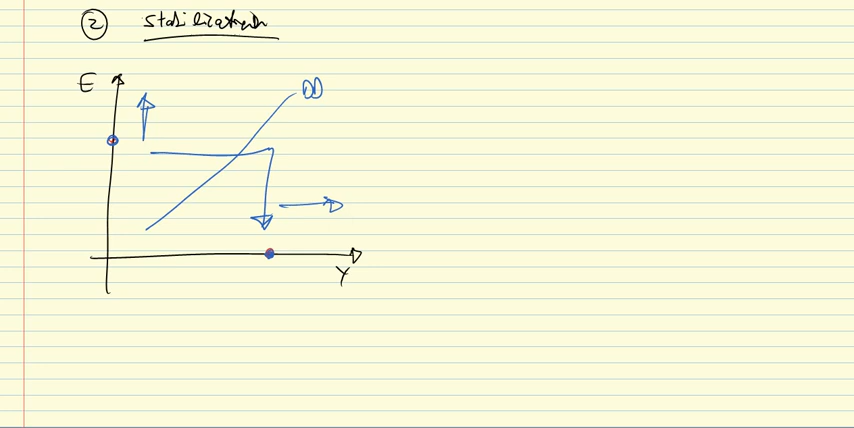 ② stabilization
E
DD
Y